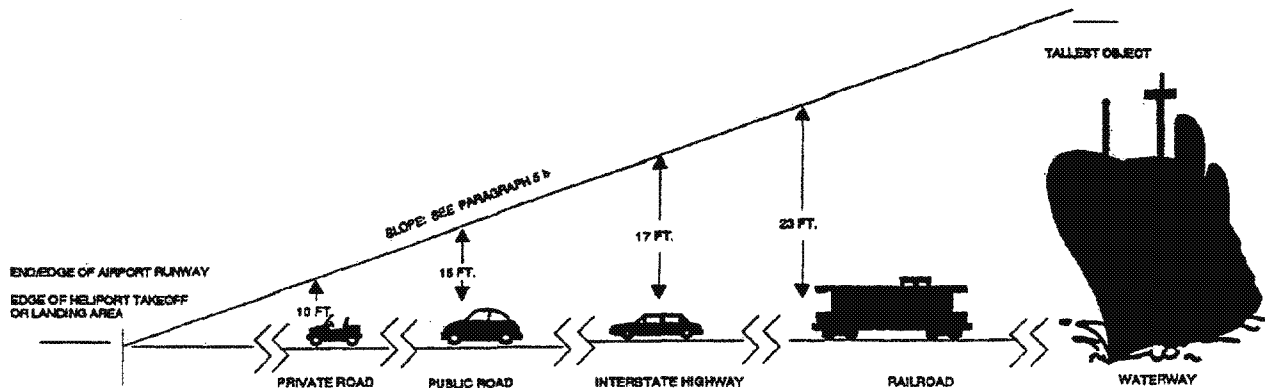 TALLEST OBJECT
SLOPE: SEE PARAGRAPH 5 b
17 FT.
23 FT.
15 FT.
10 FT.
END/EDGE OF AIRPORT RUNWAY
EDGE OF HELIPORT TAKEOFF
OR LANDING AREA
PRIVATE ROAD
PUBLIC ROAD
INTERSTATE HIGHWAY
RAILROAD
WATERWAY